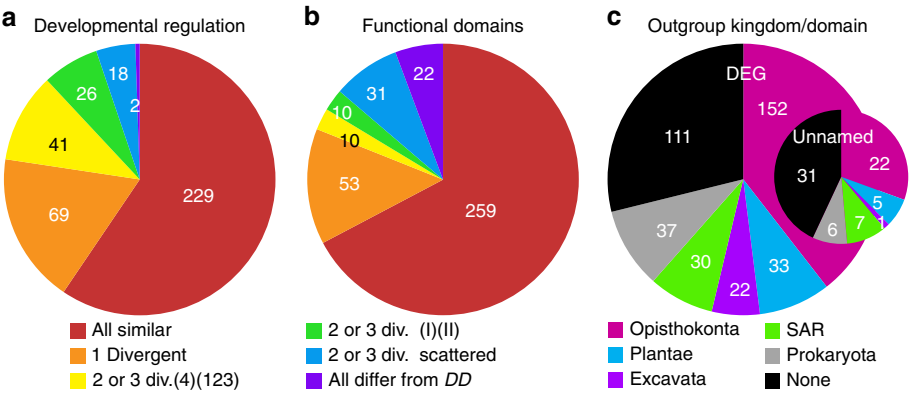 a Developmental regulation
18
26
2
41
69
229
All similar
1 Divergent
2 or 3 div.(4)(123)
b Functional domains
22
31
10
10
53
259
2 or 3 div. (I)(II)
2 or 3 div. scattered
All differ from DD
c Outgroup kingdom/domain
DEG
152
111
37
30
22
33
Unnamed
22
31
5
1
7
6
Opisthokonta
Plantae
Excavata
SAR
Prokaryota
None